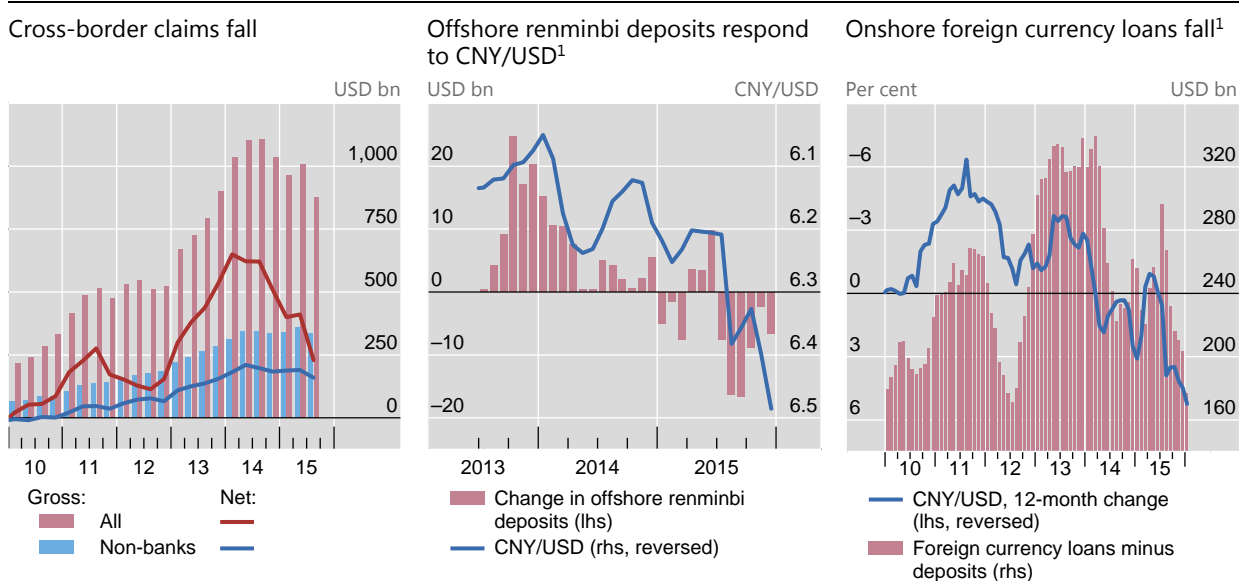 Cross-border claims fall
USD bn
1,000
750
500
250
0
10 11 12 13 14 15
Gross: Net:
All
Non-banks
Offshore renminbi deposits respond
to CNY/USD¹
USD bn CNY/USD
20 6.1
10 6.2
0 6.3
–10 6.4
–20 6.5
2013 2014 2015
Change in offshore renminbi
deposits (lhs)
CNY/USD (rhs, reversed)
Onshore foreign currency loans fall¹
Per cent USD bn
–6 320
–3 280
0 240
3 200
6 160
10 11 12 13 14 15
CNY/USD, 12-month change
(lhs, reversed)
Foreign currency loans minus
deposits (rhs)